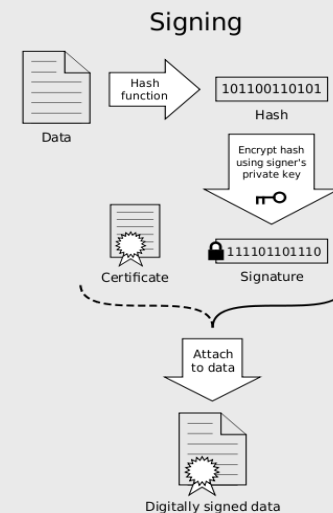 Signing
Hash
function
101100110101
Data
Hash
Encrypt hash
using signer's
private key
111101101110
Certificate
Signature
Attach
to data
Digitally signed data